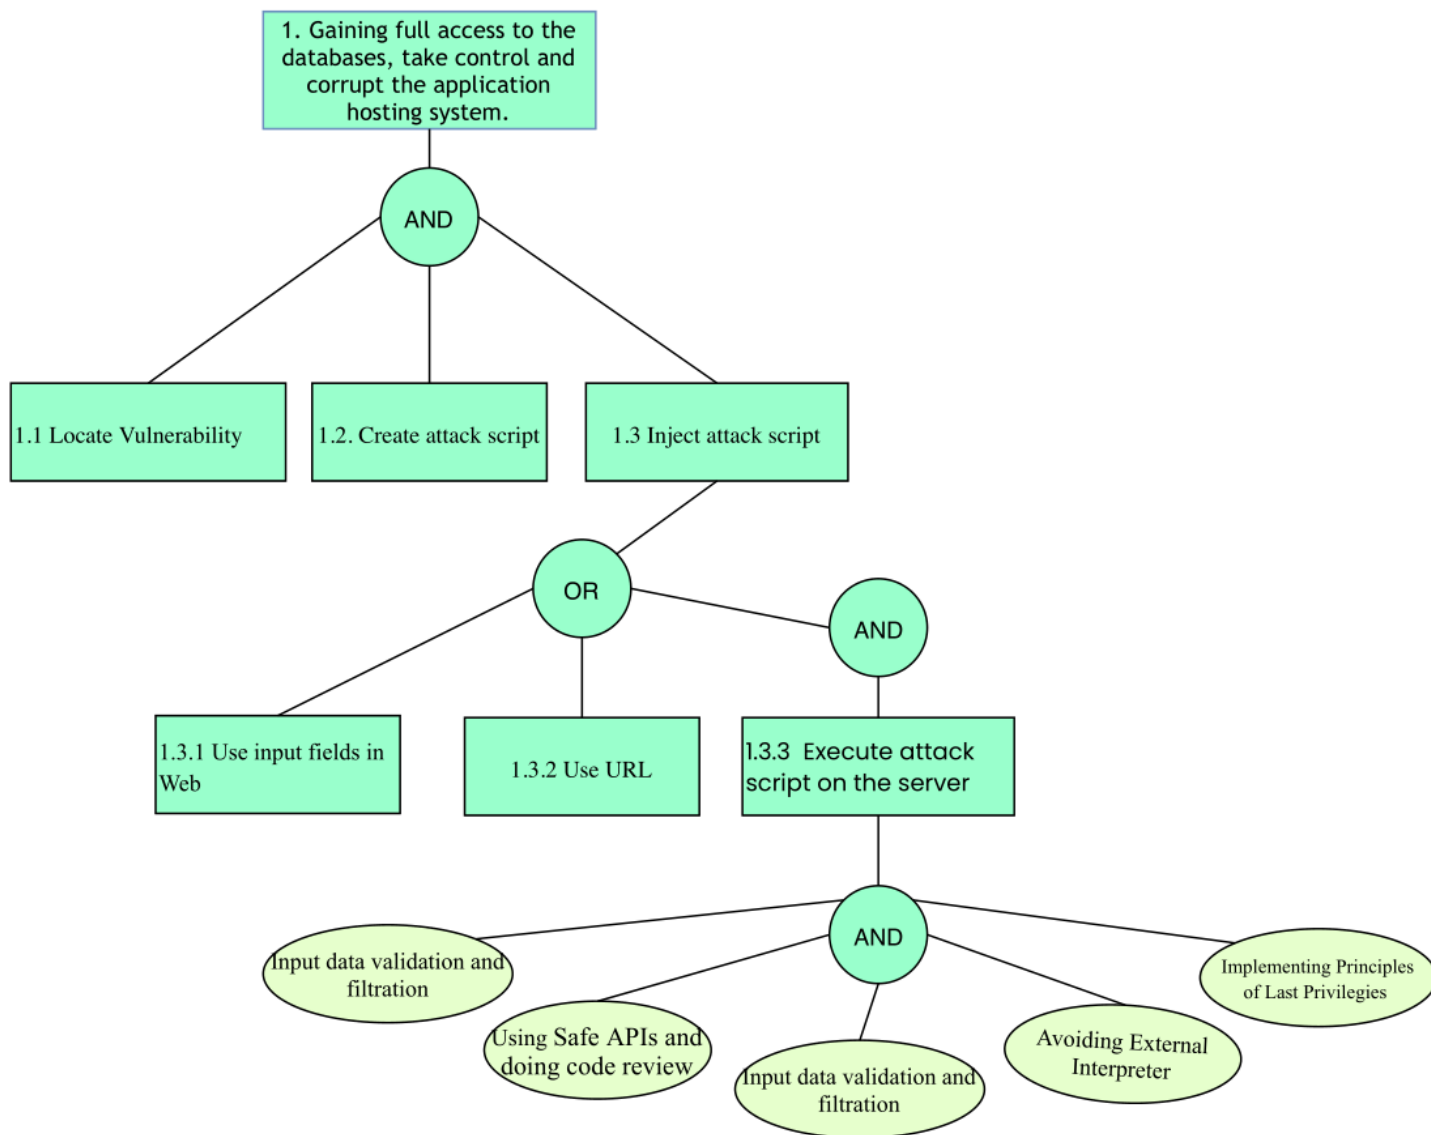 1. Gaining full access to the
databases, take control and
corrupt the application
hosting system.
AND
1.1 Locate Vulnerability
1.2. Create attack script
1.3 Inject attack script
OR
AND
1.3.1 Use input fields in
Web
1.3.2 Use URL
1.3.3 Execute attack
script on the server
AND
Input data validation and
filtration
Using Safe APIs and
doing code review
Input data validation and
filtration
Avoiding External
Interpreter
Implementing Principles
of Last Privilegies